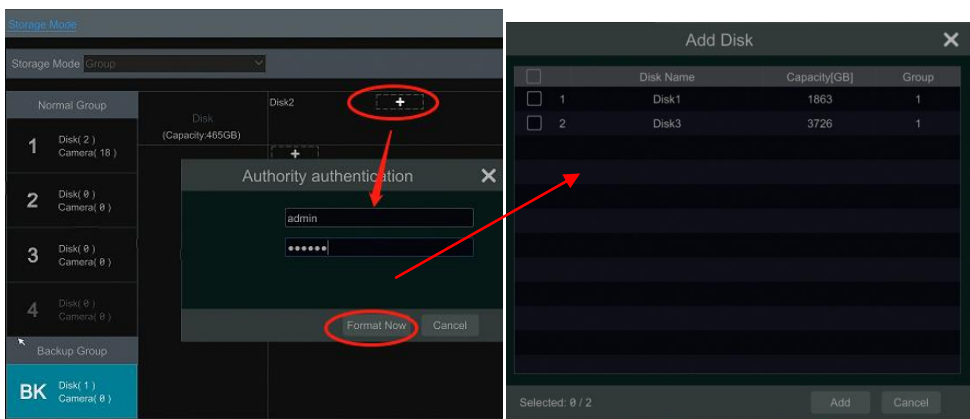 Storage Mode
Storage Mode Group
Normal Group
1 Disk( 2 )
Camera( 18 )
2 Disk( 0 )
Camera( 0 )
3 Disk( 0 )
Camera( 0 )
4 Disk( 0 )
Camera( 0 )
Backup Group
BK Disk( 1 )
Camera( 0 )
Disk
(Capacity:465GB)
Disk2 +
+
Authority authentication
admin
••••••
Format Now Cancel
Add Disk
Disk Name Capacity[GB] Group
1 Disk1 1863 1
2 Disk3 3726 1
Selected: 0 / 2 Add Cancel